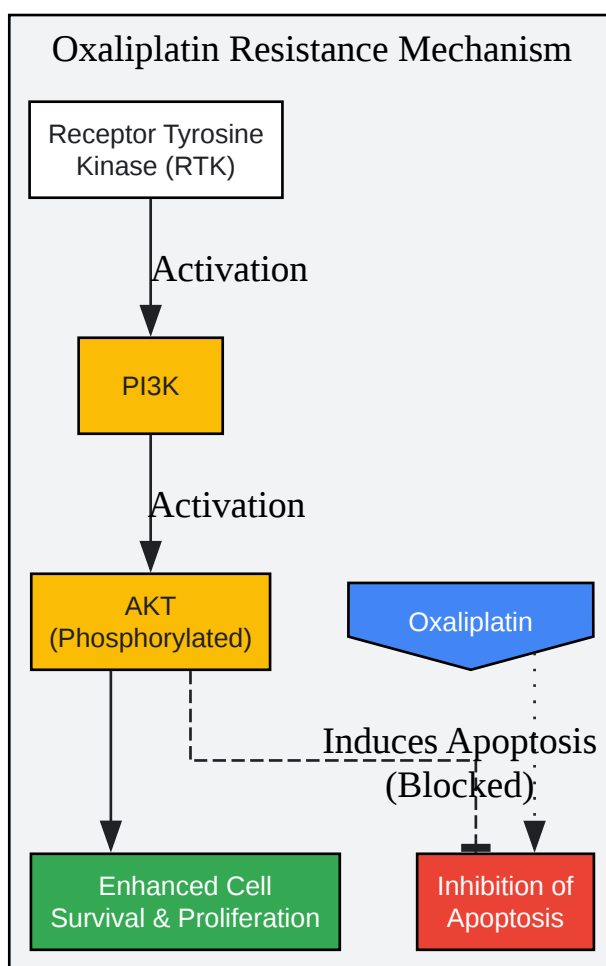 Oxaliplatin Resistance Mechanism
Receptor Tyrosine
Kinase (RTK)
Activation
PI3K
Activation
AKT
(Phosphorylated)
Oxaliplatin
Induces Apoptosis
(Blocked)
Enhanced Cell
Survival & Proliferation
Inhibition of
Apoptosis